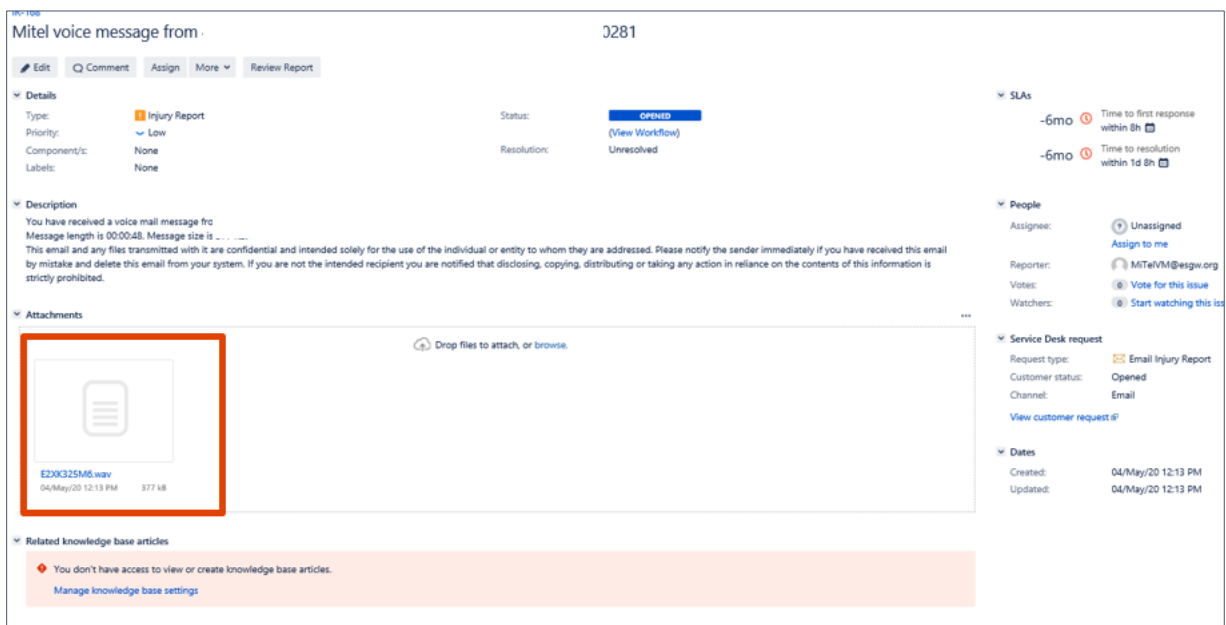 IR-168
Mitel voice message from
0281
Edit Comment Assign More Review Report
Details
Type: Injury Report
Priority: Low
Component/s: None
Labels: None
Status: OPENED
(View Workflow)
Resolution: Unresolved
Description
You have received a voice mail message
Message length is 00:00:48. Message size is
This email and any files transmitted with it are confidential and intended solely for the use of the individual or entity to whom they are addressed. Please notify the sender immediately if you have received this email
by mistake and delete this email from your system. If you are not the intended recipient you are notified that disclosing, copying, distributing or taking any action in reliance on the contents of this information is
strictly prohibited.
Attachments
Drop files to attach, or browse.
E2XK325M6.wav
04/May/20 12:13 PM 377 kB
Related knowledge base articles
You don't have access to view or create knowledge base articles.
Manage knowledge base settings
SLAs
-6mo Time to first response
within 8h
-6mo Time to resolution
within 1d 8h
People
Assignee: Unassigned
Assign to me
Reporter: MiTelVM@esgw.org
Votes: 0 Vote for this issue
Watchers: 0 Start watching this iss
Service Desk request
Request type: Email Injury Report
Customer status: Opened
Channel: Email
View customer request
Dates
Created: 04/May/20 12:13 PM
Updated: 04/May/20 12:13 PM